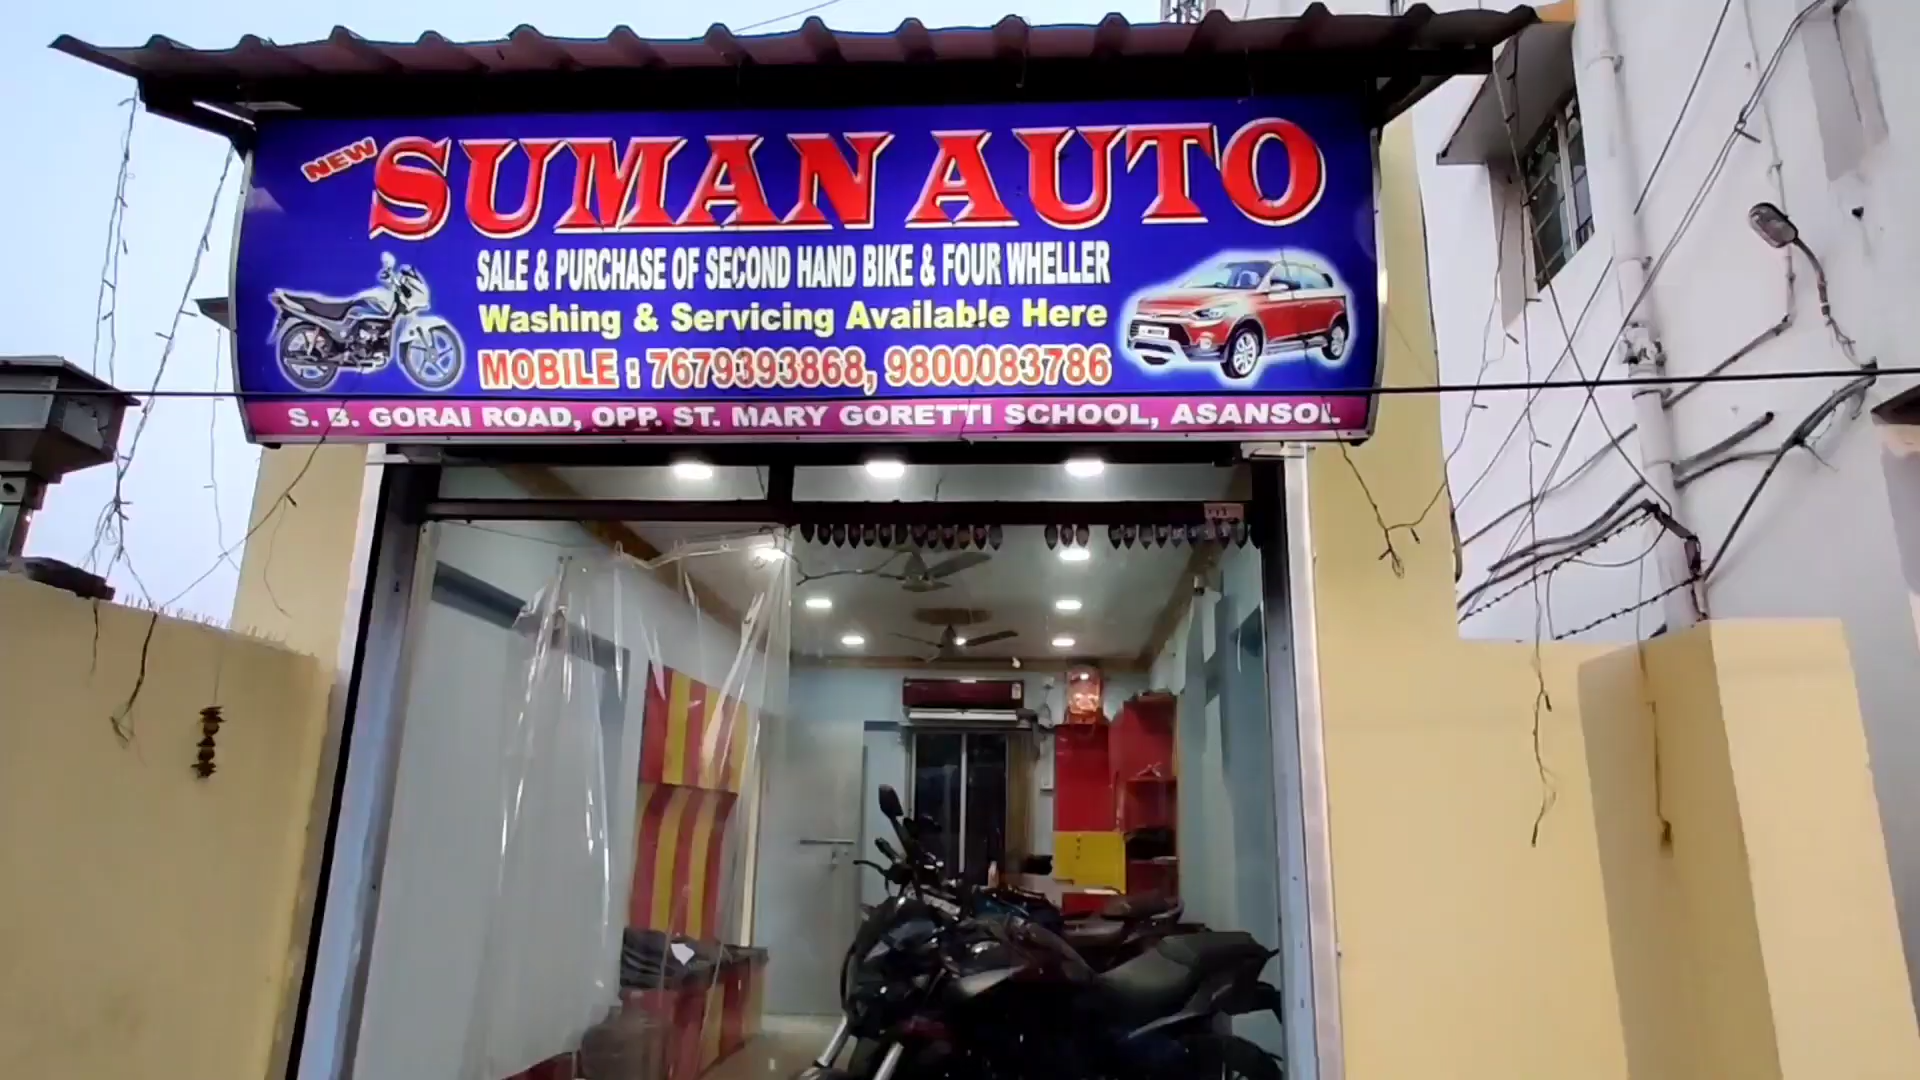 NEW SUMAN AUTO
SALE & PURCHASE OF SECOND HAND BIKE & FOUR WHELLER
Washing & Servicing Available Here
MOBILE : 7679393868, 9800083786
S. B. GORAI ROAD, OPP. ST. MARY GORETTI SCHOOL, ASANSOL